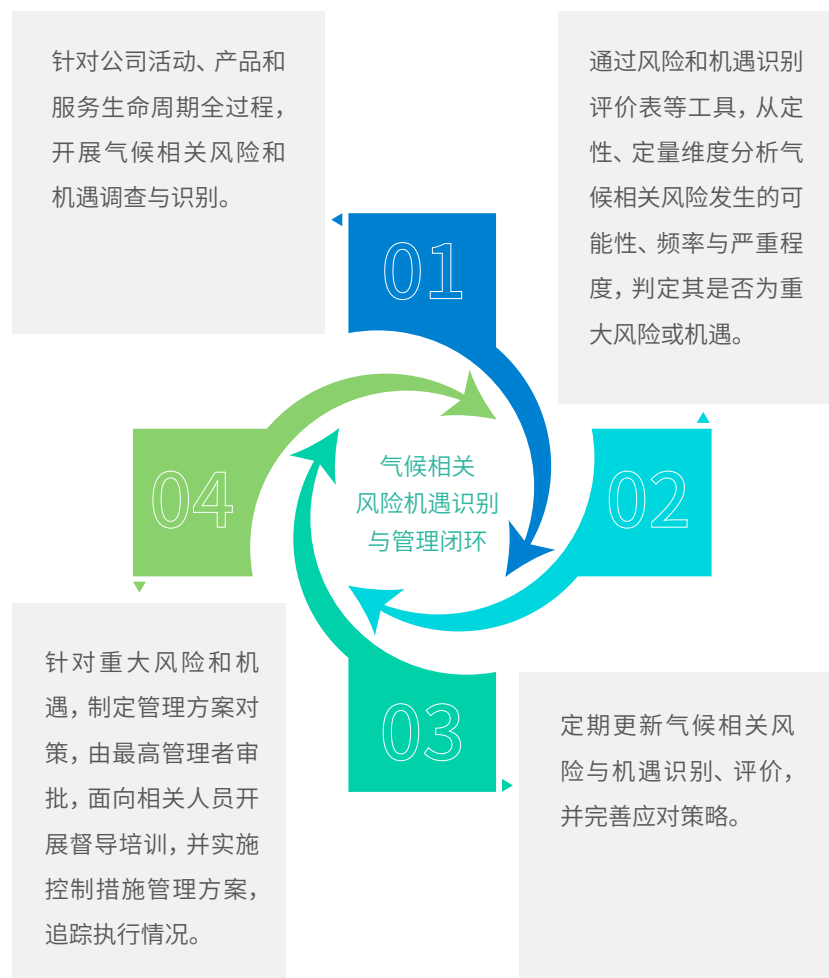 针对公司活动、产品和
服务生命周期全过程，
开展气候相关风险和
机遇调查与识别。
01
通过风险和机遇识别
评价表等工具，从定
性、定量维度分析气
候相关风险发生的可
能性、频率与严重程
度，判定其是否为重
大风险或机遇。
02
气候相关
风险机遇识别
与管理闭环
03
定期更新气候相关风
险与机遇识别、评价，
并完善应对策略。
04
针对重大风险和机
遇，制定管理方案对
策，由最高管理者审
批，面向相关人员开
展督导培训，并实施
控制措施管理方案，
追踪执行情况。